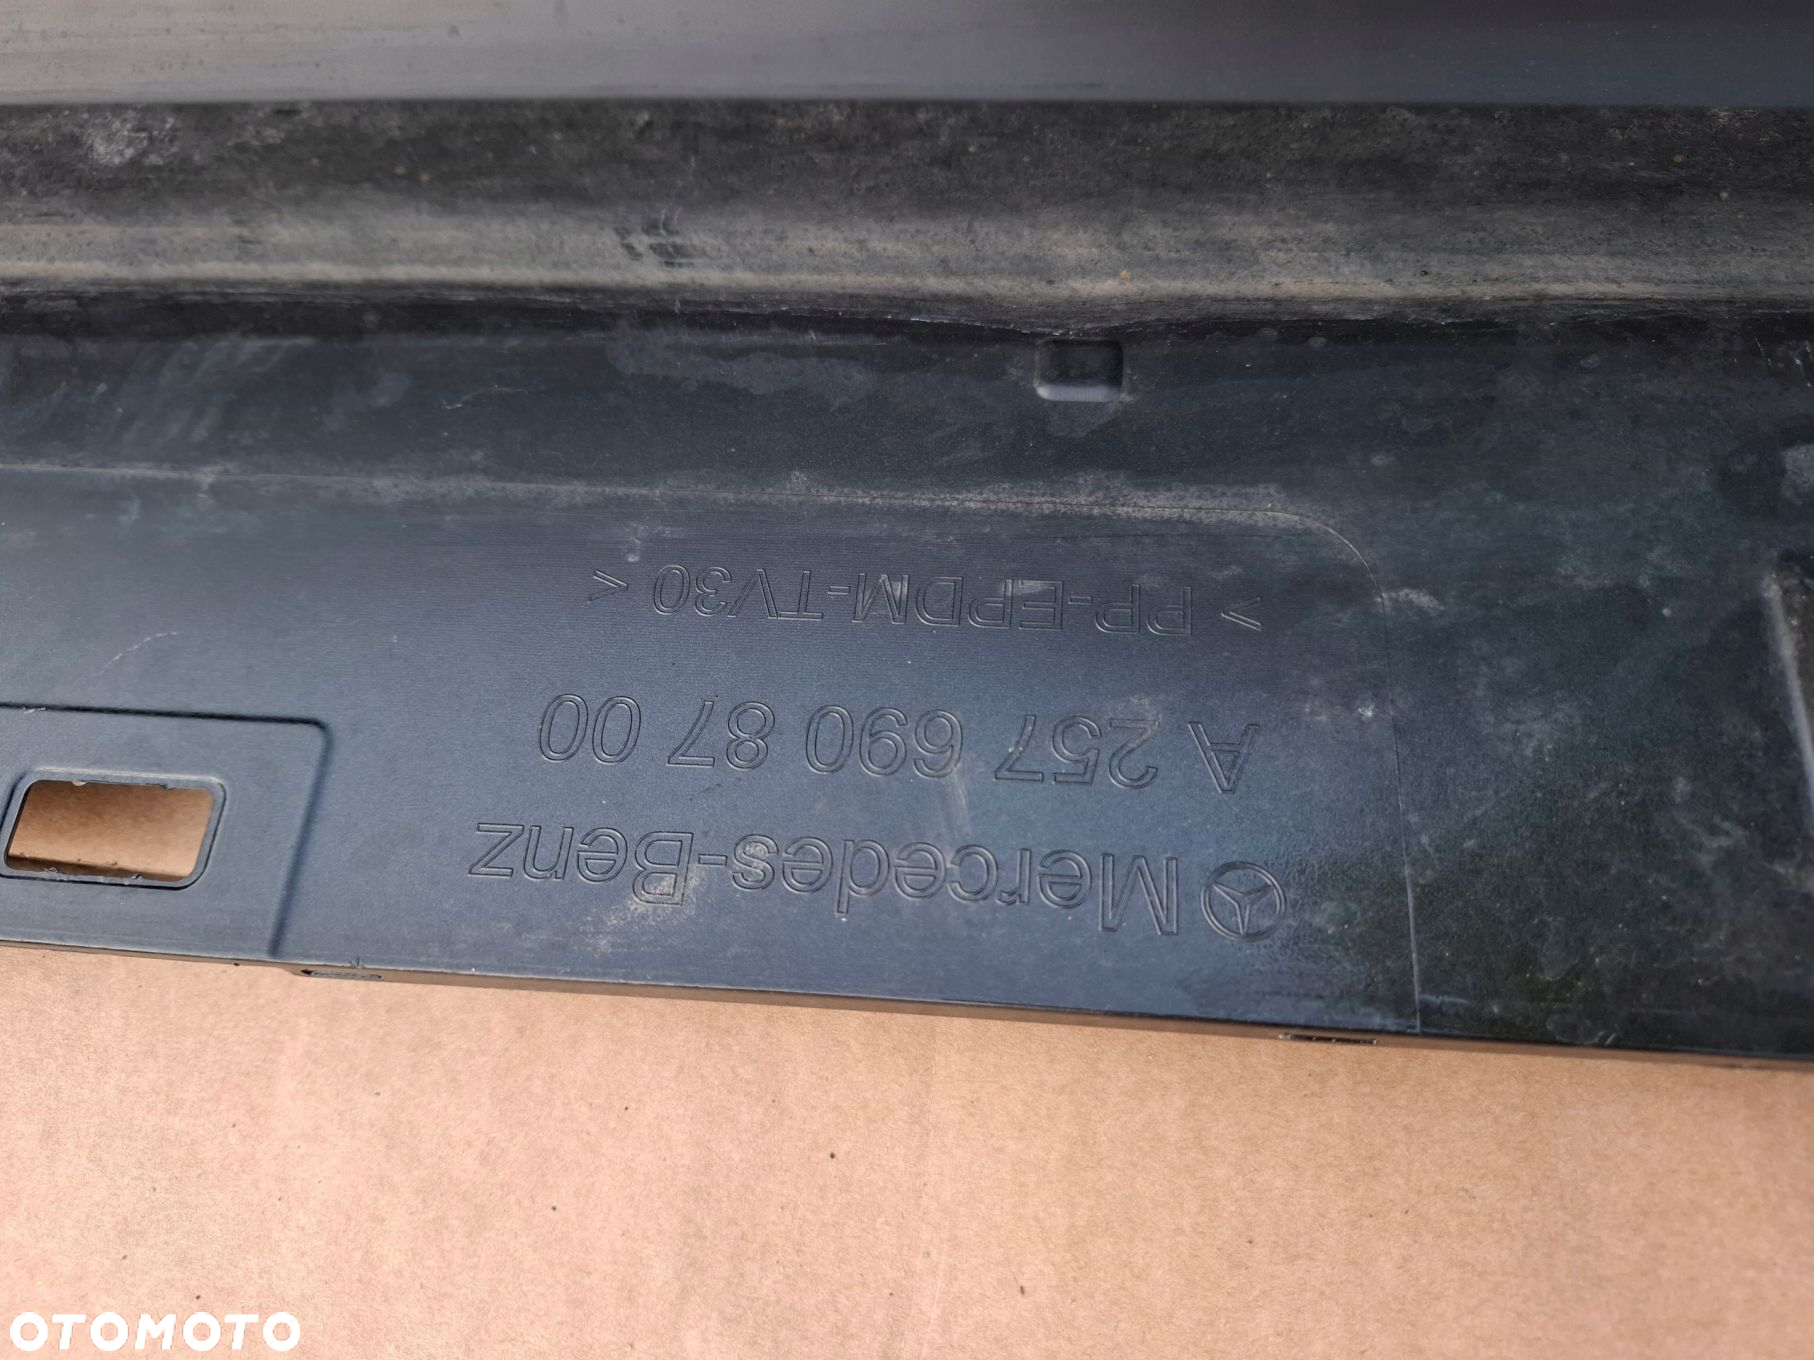 Mercedes-Benz
A 257 690 87 00
> PP-EPDM-TV30 <
OTOMOTO